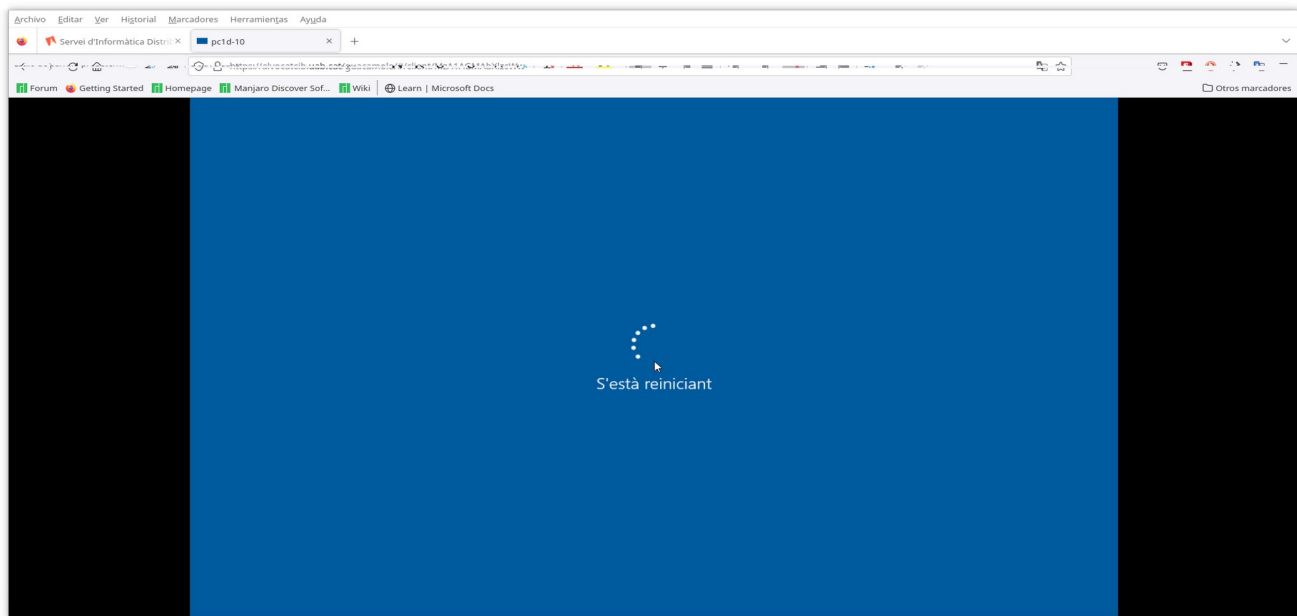 Archivo Editar Ver Historial Marcadores Herramientas Ayuda
Servei d'Informàtica Distri pc1d-10
Forum Getting Started Homepage Manjaro Discover Sof... Wiki Learn | Microsoft Docs Otros marcadores
S'està reiniciant